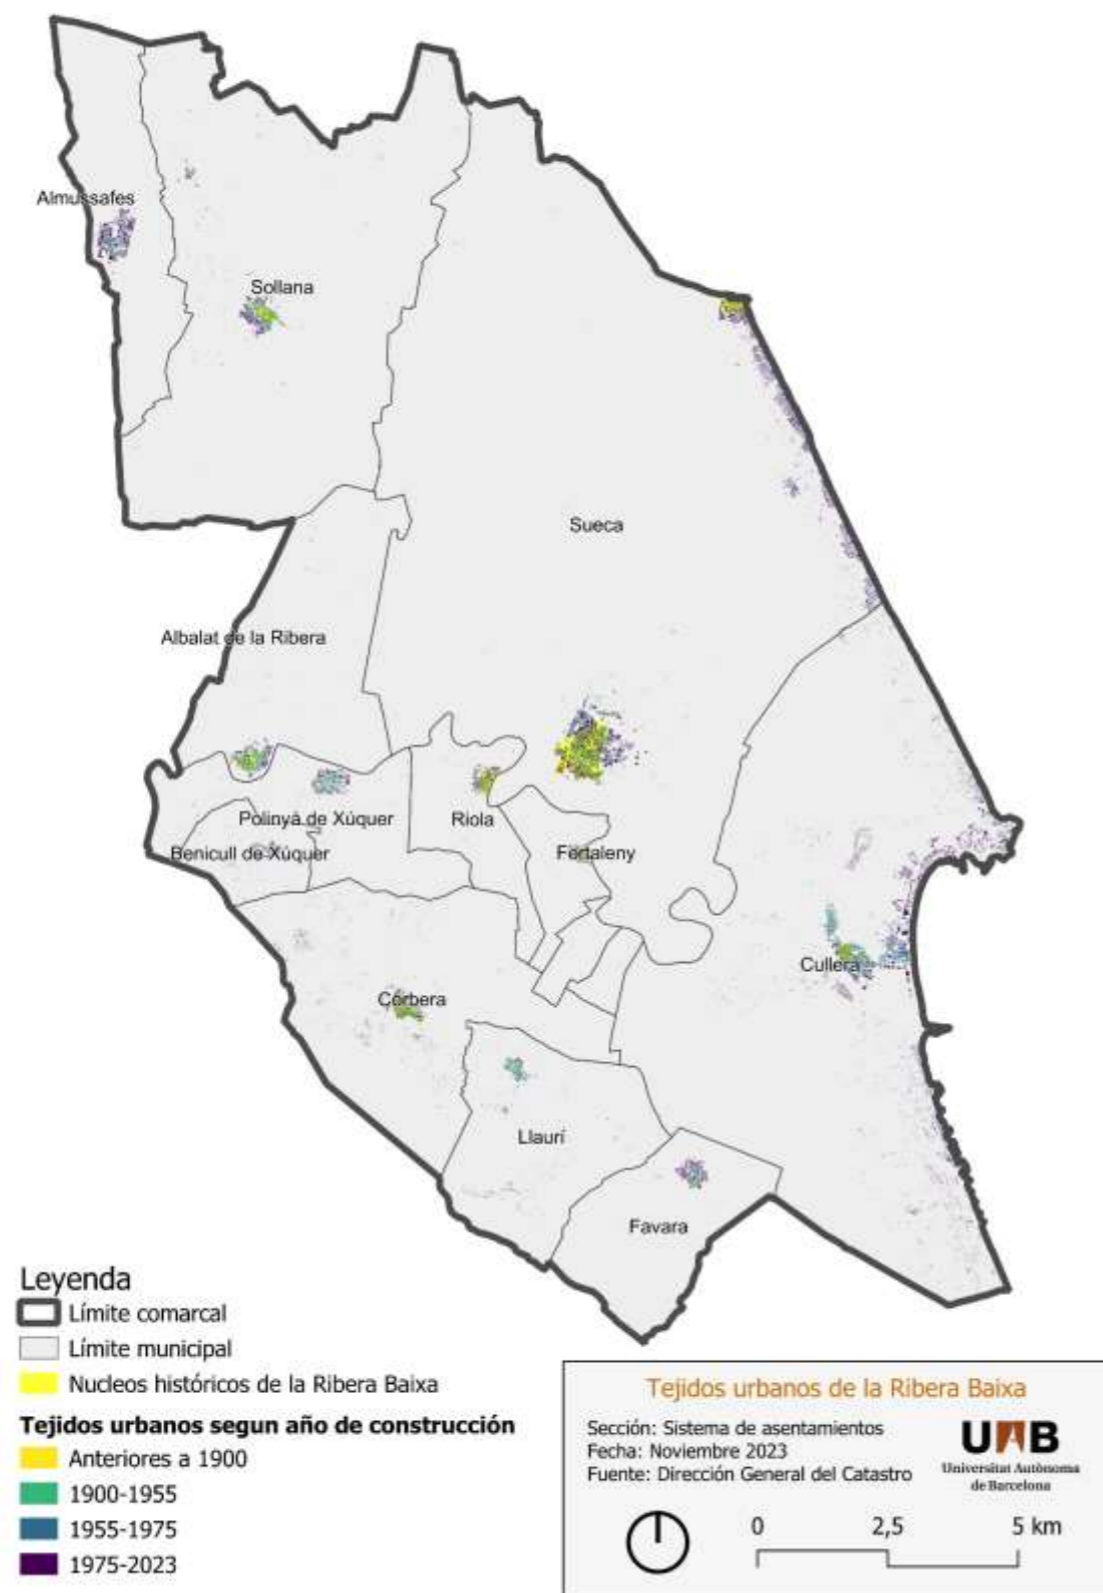 Almussafes
Sollana
Sueca
Albalat de la Ribera
Polinyà de Xúquer
Riola
Benicull de Xúquer
Fortaleny
Cullera
Corbera
Llaurí
Favara
Leyenda
Límite comarcal
Límite municipal
Nucleos históricos de la Ribera Baixa
Tejidos urbanos segun año de construcción
Anteriores a 1900
1900-1955
1955-1975
1975-2023
Tejidos urbanos de la Ribera Baixa
Sección: Sistema de asentamientos
Fecha: Noviembre 2023
Fuente: Dirección General del Catastro
UAB
Universitat Autònoma
de Barcelona
0 2,5 5 km